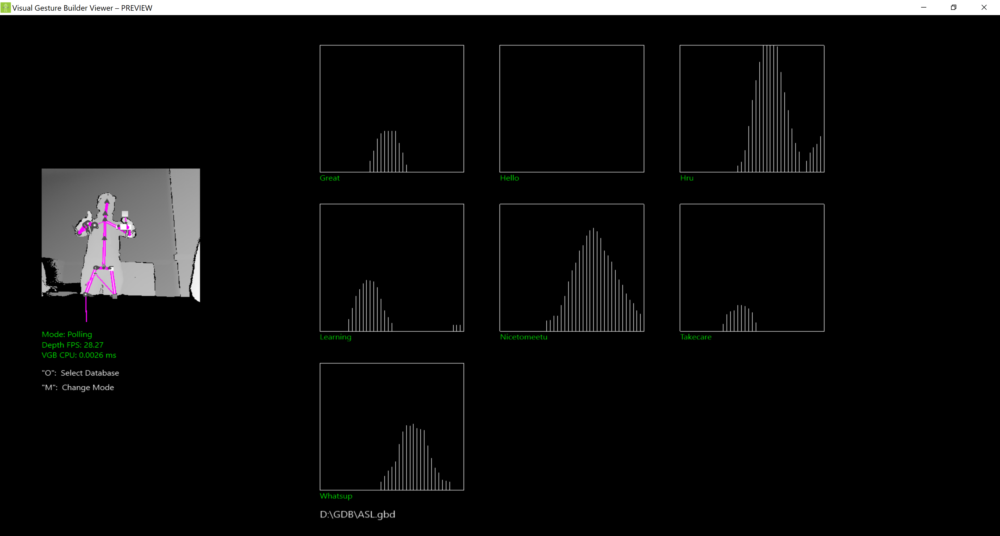 Visual Gesture Builder Viewer – PREVIEW
Great
Hello
Hru
Learning
Nicetomeetu
Takecare
Whatsup
D:\GDB\ASL.gbd
Mode: Polling
Depth FPS: 28.27
VGB CPU: 0.0026 ms
"O": Select Database
"M": Change Mode